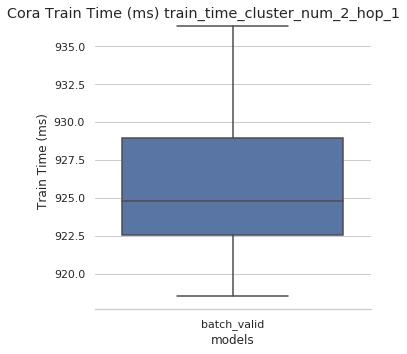 Cora Train Time (ms) train_time_cluster_num_2_hop_1
935.0
932.5
930.0
927.5
925.0
922.5
920.0
Train Time (ms)
batch_valid
models